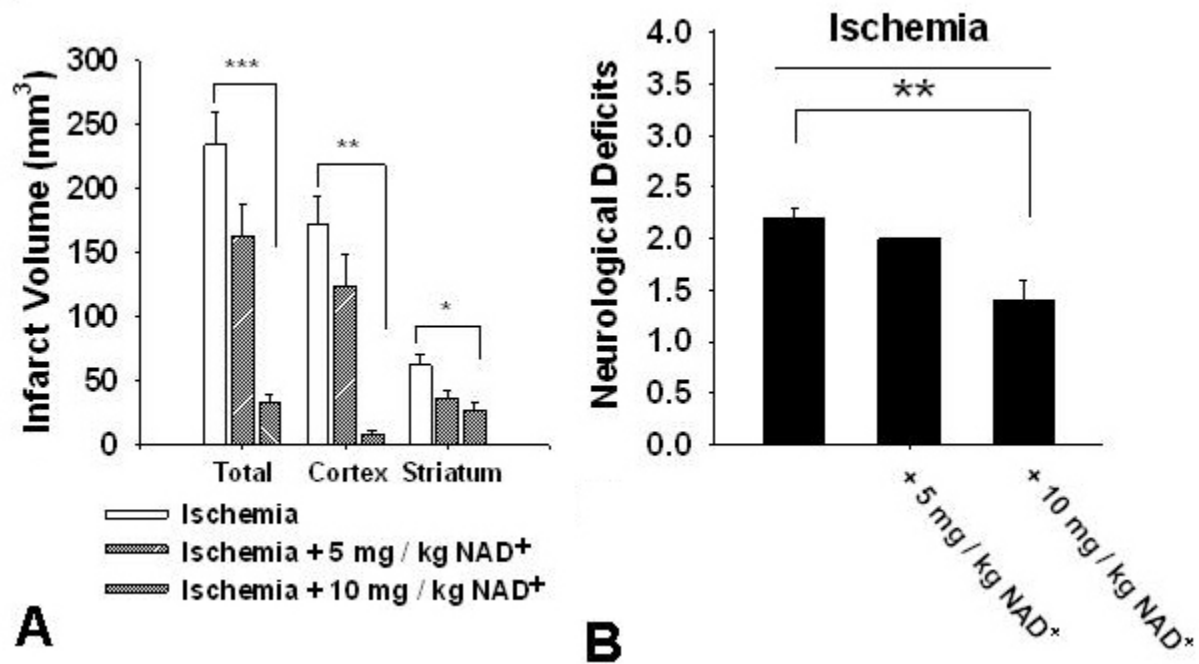 Infarct Volume (mm³)
300
250
200
150
100
50
0
***
**
*
Total Cortex Striatum
Ischemia
Ischemia + 5 mg / kg NAD⁺
Ischemia + 10 mg / kg NAD⁺
A
Ischemia
**
Neurological Deficits
4.0
3.5
3.0
2.5
2.0
1.5
1.0
0.5
0.0
+ 5 mg / kg NAD⁺
+ 10 mg / kg NAD⁺
B